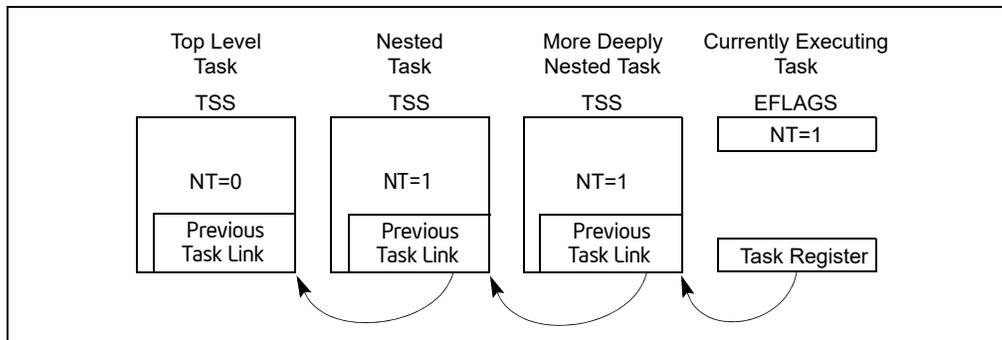 Top Level
Task
TSS
NT=0
Previous
Task Link
Nested
Task
TSS
NT=1
Previous
Task Link
More Deeply
Nested Task
TSS
NT=1
Previous
Task Link
Currently Executing
Task
EFLAGS
NT=1
Task Register